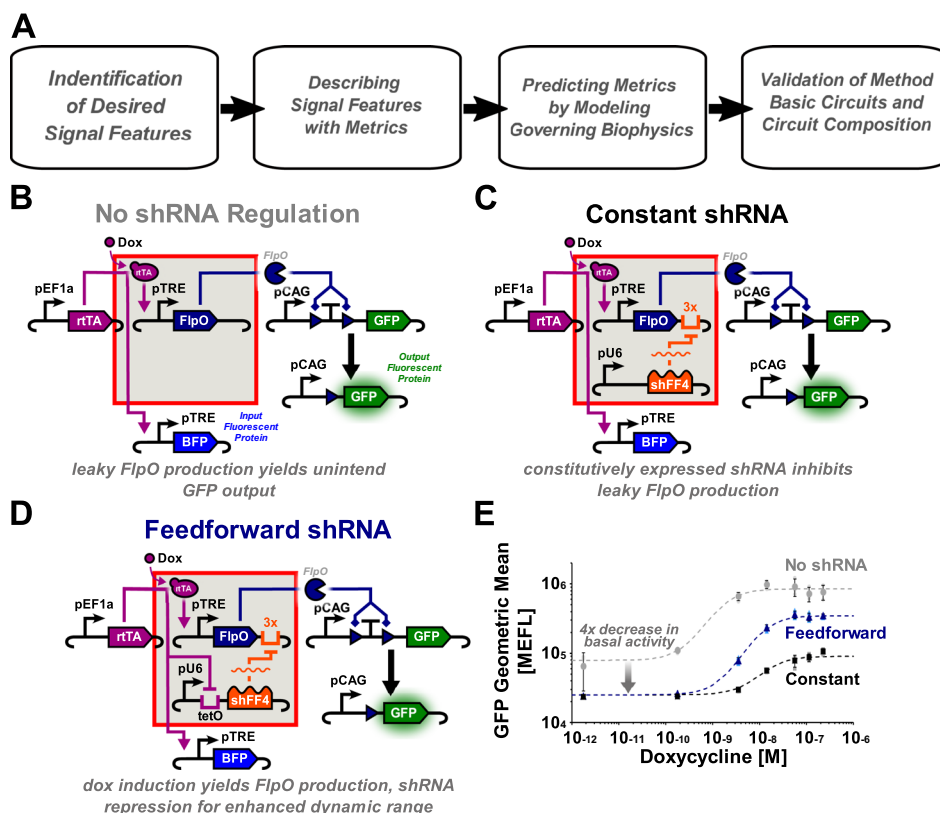 A
Indentification
of Desired
Signal Features
Describing
Signal Features
with Metrics
Predicting Metrics
by Modeling
Governing Biophysics
Validation of Method
Basic Circuits and
Circuit Composition
B
No shRNA Regulation
Dox
FlpO
rtTA
pEF1a
pTRE
pCAG
rtTA
FlpO
GFP
pCAG
Output
Fluorescent
Protein
GFP
pTRE
Input
Fluorescent
Protein
BFP
leaky FlpO production yields unintend
GFP output
C
Constant shRNA
Dox
FlpO
rtTA
pEF1a
pTRE
pCAG
3x
rtTA
FlpO
GFP
pU6
pCAG
shFF4
GFP
pTRE
BFP
constitutively expressed shRNA inhibits
leaky FlpO production
D
Feedforward shRNA
Dox
FlpO
rtTA
pEF1a
pTRE
pCAG
3x
rtTA
FlpO
GFP
pU6
pCAG
tetO
shFF4
GFP
pTRE
BFP
dox induction yields FlpO production, shRNA
repression for enhanced dynamic range
E
GFP Geometric Mean
[MEFL]
10⁶
10⁵
10⁴
No shRNA
4x decrease in
basal activity
Feedforward
Constant
10⁻¹² 10⁻¹¹ 10⁻¹⁰ 10⁻⁹ 10⁻⁸ 10⁻⁷ 10⁻⁶
Doxycycline [M]